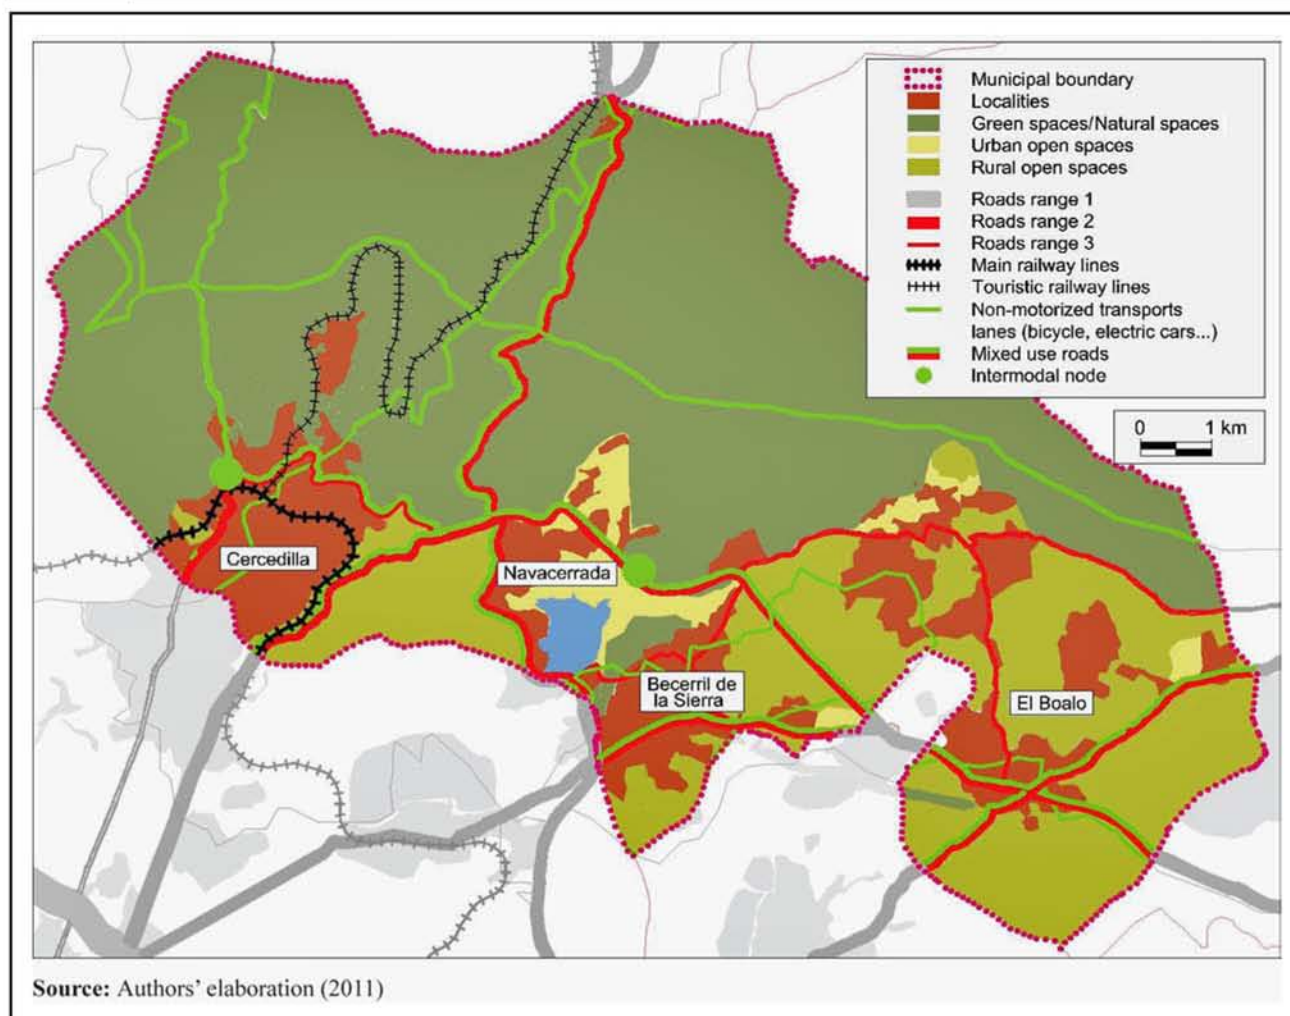 Municipal boundary
Localities
Green spaces/Natural spaces
Urban open spaces
Rural open spaces
Roads range 1
Roads range 2
Roads range 3
Main railway lines
Touristic railway lines
Non-motorized transports
lanes (bicycle, electric cars...)
Mixed use roads
Intermodal node
0 1 km
Cercedilla
Navacerrada
Becerril de
la Sierra
El Boalo
Source: Authors’ elaboration (2011)